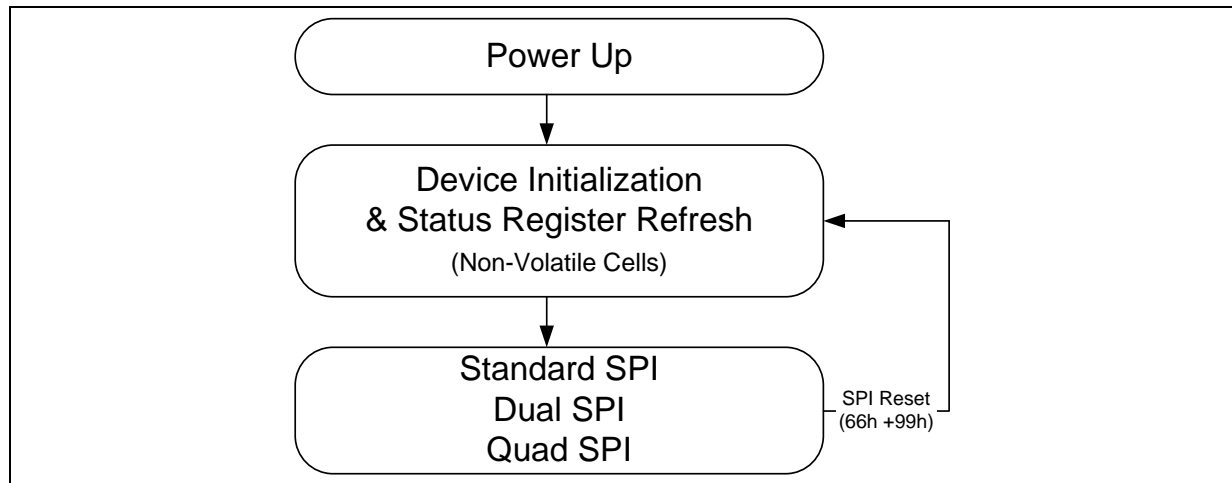 Power Up
Device Initialization
& Status Register Refresh
(Non-Volatile Cells)
Standard SPI
Dual SPI
Quad SPI
SPI Reset
(66h +99h)